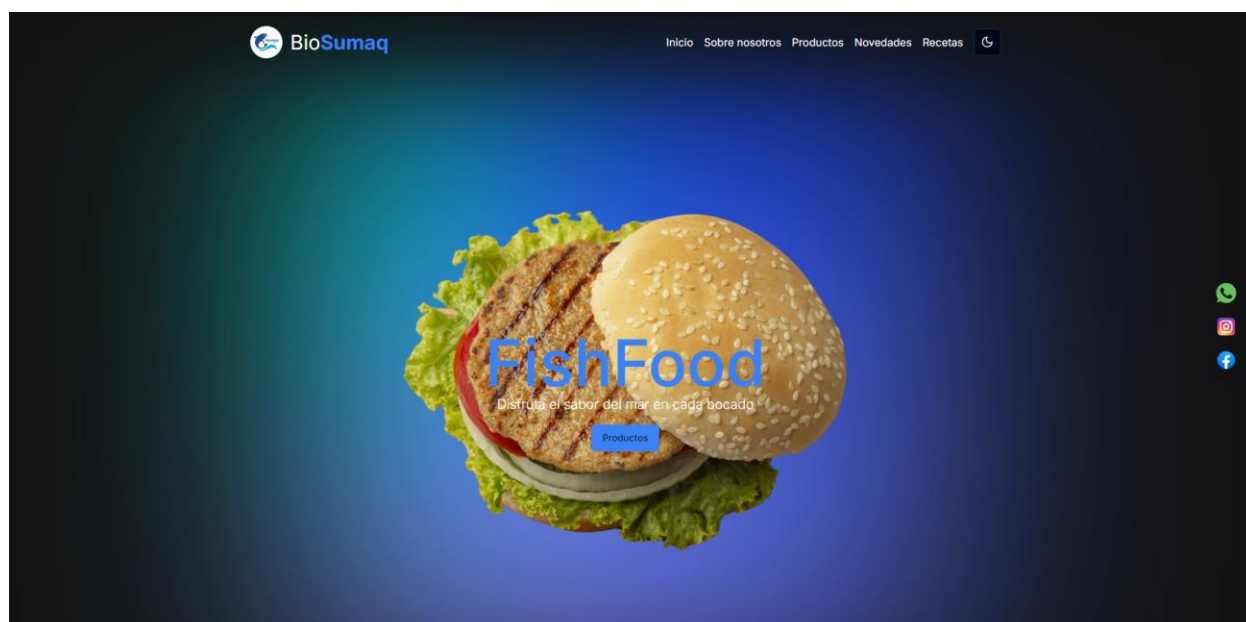 BioSumaq
Inicio Sobre nosotros Productos Novedades Recetas
FishFood
Disfruta el sabor del mar en cada bocado
Productos